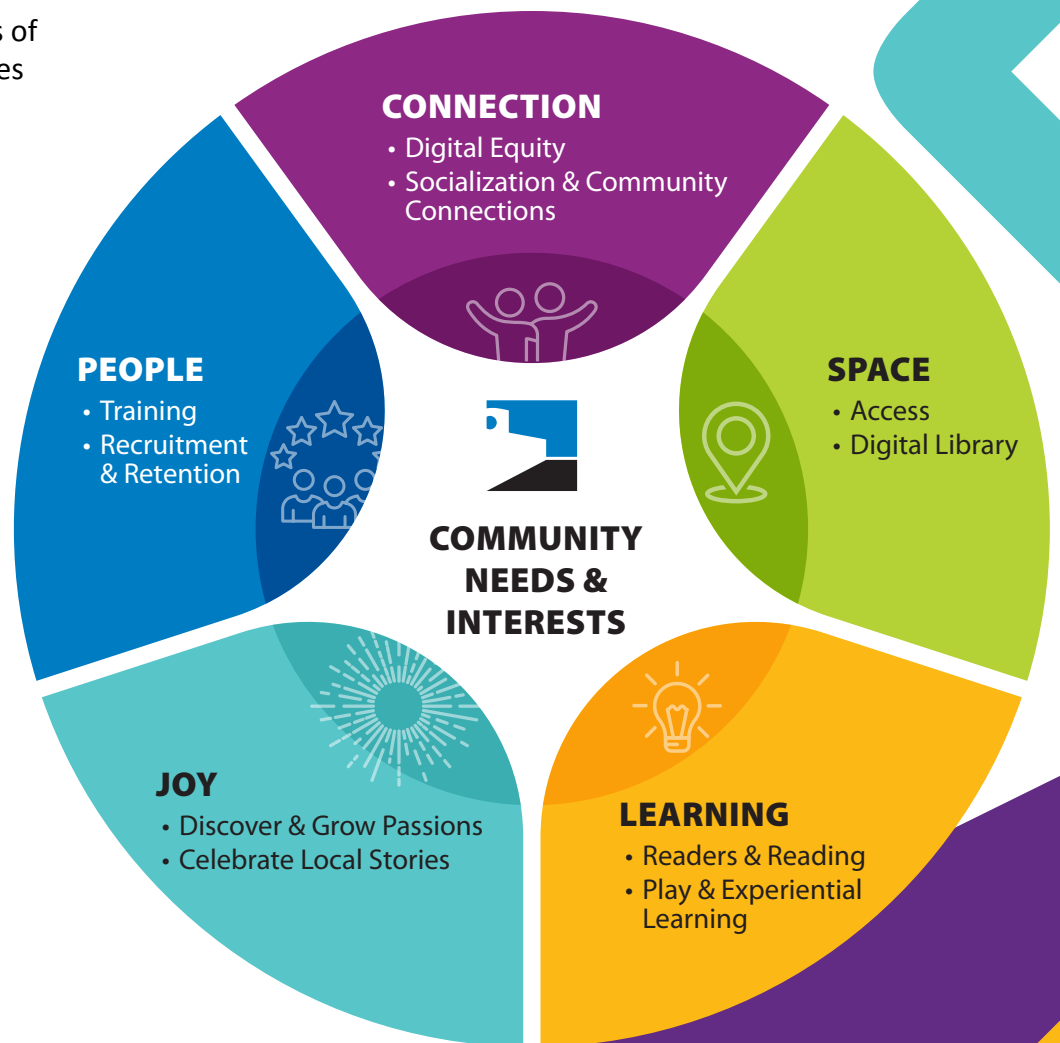 s of
es
CONNECTION
• Digital Equity
• Socialization & Community
Connections
PEOPLE
• Training
• Recruitment
& Retention
SPACE
• Access
• Digital Library
COMMUNITY
NEEDS &
INTERESTS
JOY
• Discover & Grow Passions
• Celebrate Local Stories
LEARNING
• Readers & Reading
• Play & Experiential
Learning